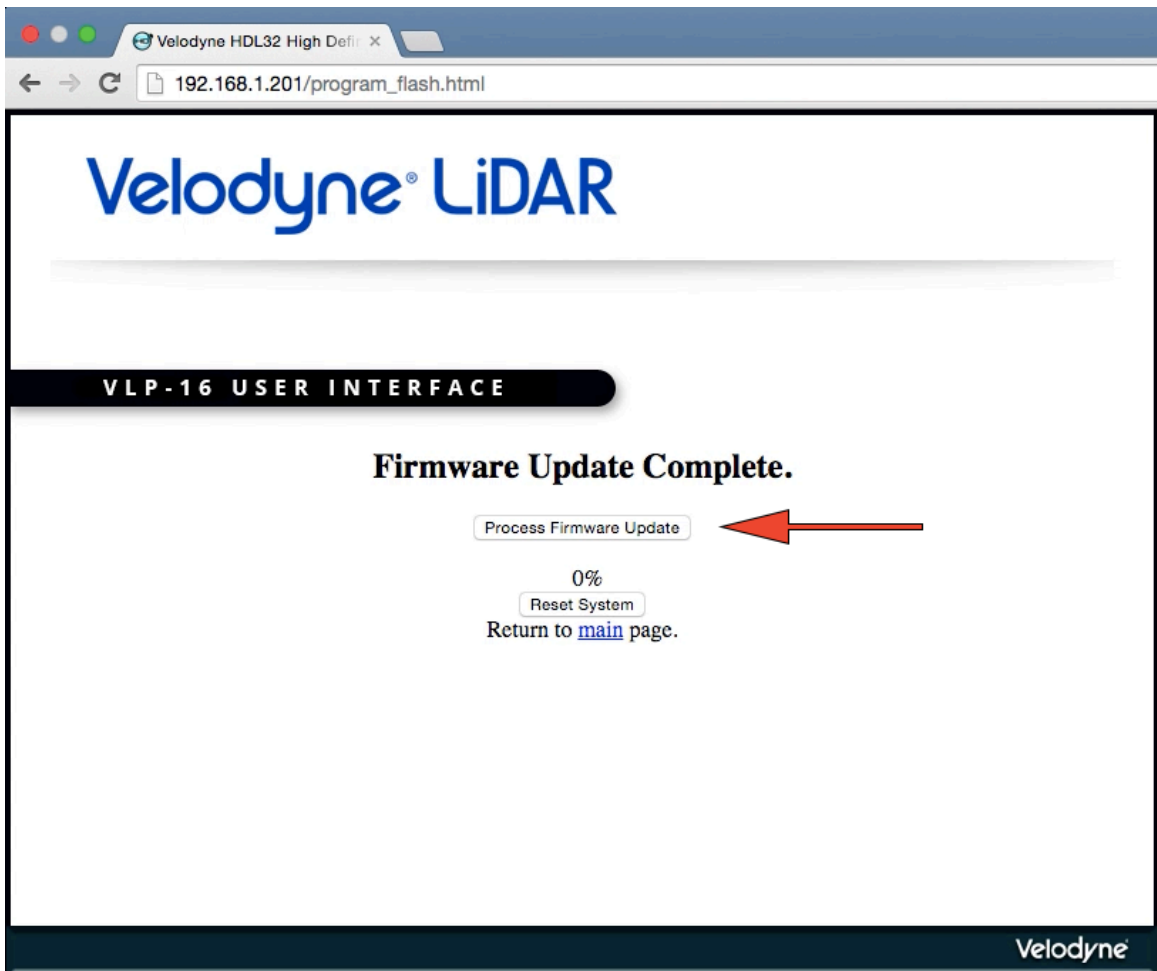 Velodyne HDL32 High Defi
192.168.1.201/program_flash.html
Velodyne® LiDAR
VLP-16 USER INTERFACE
Firmware Update Complete.
Process Firmware Update
0%
Reset System
Return to main page.
Velodyne